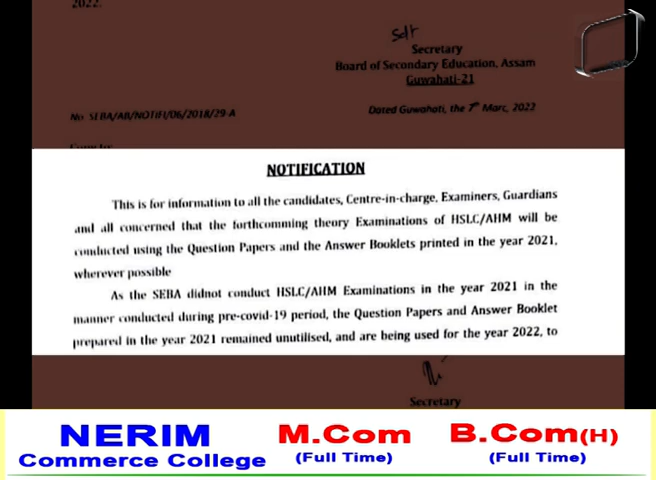 2022.
Sd/-
Secretary
Board of Secondary Education, Assam
Guwahati-21
No. SEBA/AB/NOTIFI/06/2018/29-A
Dated Guwahati, the 7th Marc, 2022
NOTIFICATION
This is for information to all the candidates, Centre-in-charge, Examiners, Guardians
and all concerned that the forthcomming theory Examinations of HSLC/AHM will be
conducted using the Question Papers and the Answer Booklets printed in the year 2021,
wherever possible
As the SEBA didnot conduct HSLC/AHM Examinations in the year 2021 in the
manner conducted during pre-covid-19 period, the Question Papers and Answer Booklet
prepared in the year 2021 remained unutilised, and are being used for the year 2022, to
Secretary
NERIM
Commerce College
M.Com
(Full Time)
B.Com(H)
(Full Time)